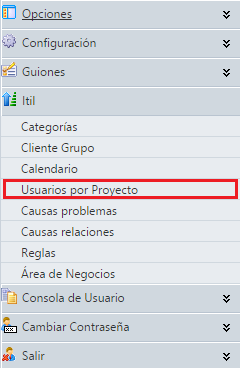 Opciones
Configuración
Guiones
Itil
Categorías
Cliente Grupo
Calendario
Usuarios por Proyecto
Causas problemas
Causas relaciones
Reglas
Área de Negocios
Consola de Usuario
Cambiar Contraseña
Salir